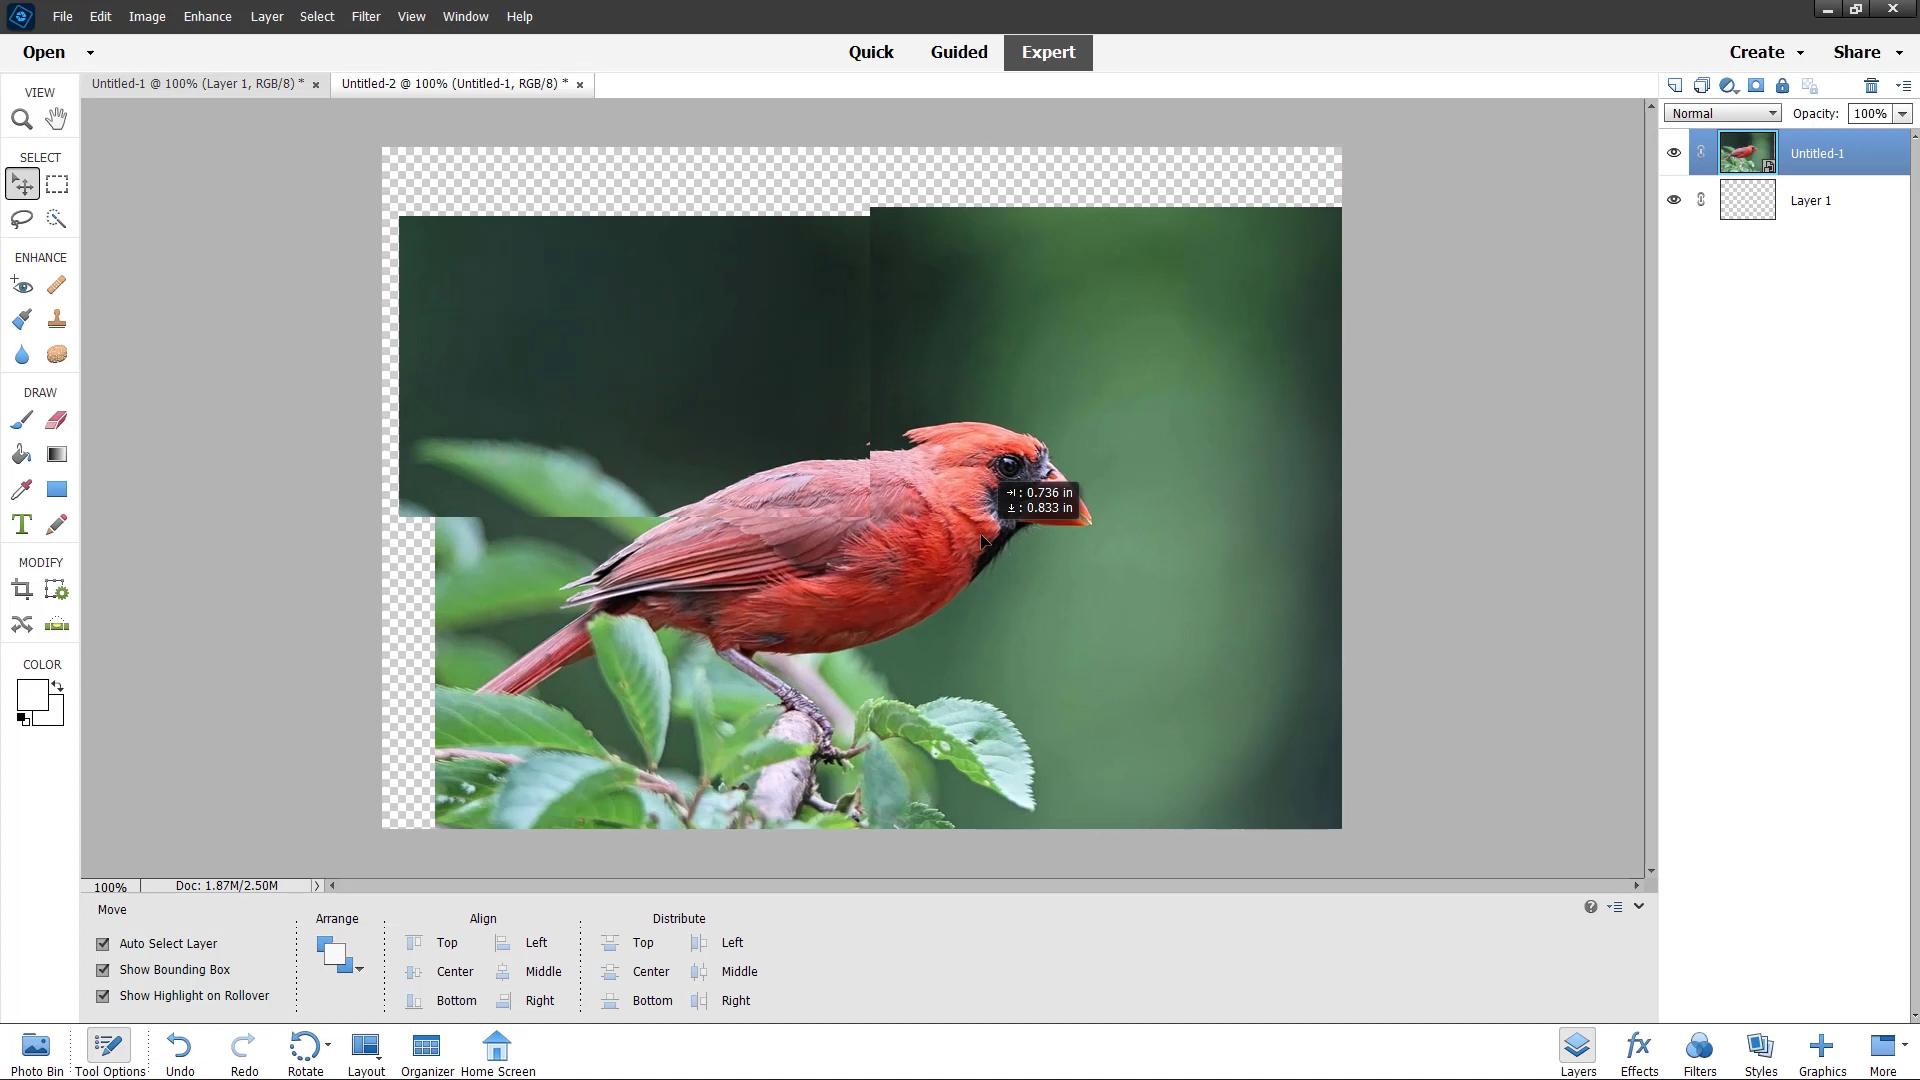 File Edit Image Enhance Layer Select Filter View Window Help
Open Quick Guided Expert Create Share
Untitled-1 @ 100% (Layer 1, RGB/8) * × Untitled-2 @ 100% (Untitled-1, RGB/8) * ×
VIEW
SELECT
ENHANCE
DRAW
T
MODIFY
COLOR
Normal Opacity: 100%
Untitled-1
Layer 1
: 0.736 in
: 0.833 in
100% Doc: 1.87M/2.50M
Move
Auto Select Layer
Show Bounding Box
Show Highlight on Rollover
Arrange
Align
Top Left
Center Middle
Bottom Right
Distribute
Top Left
Center Middle
Bottom Right
Photo Bin Tool Options Undo Redo Rotate Layout Organizer Home Screen
fx
Layers Effects Filters Styles Graphics More